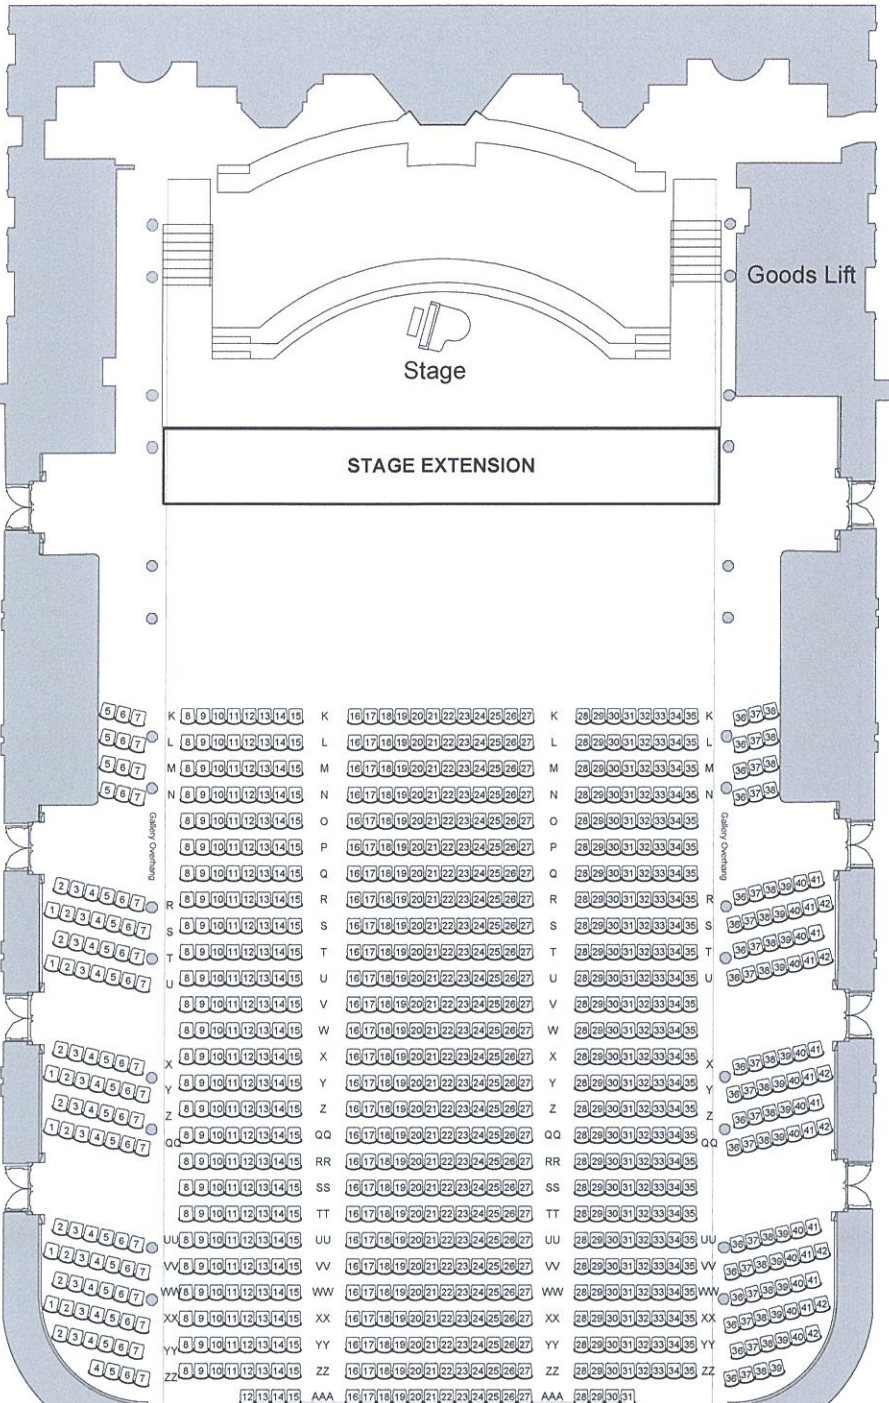 Goods Lift
Stage
STAGE EXTENSION
5 6 7 K 8 9 10 11 12 13 14 15 K 16 17 18 19 20 21 22 23 24 25 26 27 K 28 29 30 31 32 33 34 35 K 36 37 38
5 6 7 L 8 9 10 11 12 13 14 15 L 16 17 18 19 20 21 22 23 24 25 26 27 L 28 29 30 31 32 33 34 35 L 36 37 38
5 6 7 M 8 9 10 11 12 13 14 15 M 16 17 18 19 20 21 22 23 24 25 26 27 M 28 29 30 31 32 33 34 35 M 36 37 38
5 6 7 N 8 9 10 11 12 13 14 15 N 16 17 18 19 20 21 22 23 24 25 26 27 N 28 29 30 31 32 33 34 35 N 36 37 38
Gallery Overhang
Gallery Overhang
8 9 10 11 12 13 14 15 O 16 17 18 19 20 21 22 23 24 25 26 27 O 28 29 30 31 32 33 34 35
8 9 10 11 12 13 14 15 P 16 17 18 19 20 21 22 23 24 25 26 27 P 28 29 30 31 32 33 34 35
8 9 10 11 12 13 14 15 Q 16 17 18 19 20 21 22 23 24 25 26 27 Q 28 29 30 31 32 33 34 35
2 3 4 5 6 7 R 8 9 10 11 12 13 14 15 R 16 17 18 19 20 21 22 23 24 25 26 27 R 28 29 30 31 32 33 34 35 R 36 37 38 39 40 41
1 2 3 4 5 6 7 S 8 9 10 11 12 13 14 15 S 16 17 18 19 20 21 22 23 24 25 26 27 S 28 29 30 31 32 33 34 35 S 36 37 38 39 40 41 42
2 3 4 5 6 7 T 8 9 10 11 12 13 14 15 T 16 17 18 19 20 21 22 23 24 25 26 27 T 28 29 30 31 32 33 34 35 T 36 37 38 39 40 41
1 2 3 4 5 6 7 U 8 9 10 11 12 13 14 15 U 16 17 18 19 20 21 22 23 24 25 26 27 U 28 29 30 31 32 33 34 35 U 36 37 38 39 40 41 42
8 9 10 11 12 13 14 15 V 16 17 18 19 20 21 22 23 24 25 26 27 V 28 29 30 31 32 33 34 35
8 9 10 11 12 13 14 15 W 16 17 18 19 20 21 22 23 24 25 26 27 W 28 29 30 31 32 33 34 35
2 3 4 5 6 7 X 8 9 10 11 12 13 14 15 X 16 17 18 19 20 21 22 23 24 25 26 27 X 28 29 30 31 32 33 34 35 X 36 37 38 39 40 41
1 2 3 4 5 6 7 Y 8 9 10 11 12 13 14 15 Y 16 17 18 19 20 21 22 23 24 25 26 27 Y 28 29 30 31 32 33 34 35 Y 36 37 38 39 40 41 42
2 3 4 5 6 7 Z 8 9 10 11 12 13 14 15 Z 16 17 18 19 20 21 22 23 24 25 26 27 Z 28 29 30 31 32 33 34 35 Z 36 37 38 39 40 41
1 2 3 4 5 6 7 QQ 8 9 10 11 12 13 14 15 QQ 16 17 18 19 20 21 22 23 24 25 26 27 QQ 28 29 30 31 32 33 34 35 QQ 36 37 38 39 40 41 42
8 9 10 11 12 13 14 15 RR 16 17 18 19 20 21 22 23 24 25 26 27 RR 28 29 30 31 32 33 34 35
8 9 10 11 12 13 14 15 SS 16 17 18 19 20 21 22 23 24 25 26 27 SS 28 29 30 31 32 33 34 35
8 9 10 11 12 13 14 15 TT 16 17 18 19 20 21 22 23 24 25 26 27 TT 28 29 30 31 32 33 34 35
2 3 4 5 6 7 UU 8 9 10 11 12 13 14 15 UU 16 17 18 19 20 21 22 23 24 25 26 27 UU 28 29 30 31 32 33 34 35 UU 36 37 38 39 40 41
1 2 3 4 5 6 7 VV 8 9 10 11 12 13 14 15 VV 16 17 18 19 20 21 22 23 24 25 26 27 VV 28 29 30 31 32 33 34 35 VV 36 37 38 39 40 41 42
2 3 4 5 6 7 WW 8 9 10 11 12 13 14 15 WW 16 17 18 19 20 21 22 23 24 25 26 27 WW 28 29 30 31 32 33 34 35 WW 36 37 38 39 40 41
1 2 3 4 5 6 7 XX 8 9 10 11 12 13 14 15 XX 16 17 18 19 20 21 22 23 24 25 26 27 XX 28 29 30 31 32 33 34 35 XX 36 37 38 39 40 41 42
2 3 4 5 6 7 YY 8 9 10 11 12 13 14 15 YY 16 17 18 19 20 21 22 23 24 25 26 27 YY 28 29 30 31 32 33 34 35 YY 36 37 38 39 40 42
4 5 6 7 ZZ 8 9 10 11 12 13 14 15 ZZ 16 17 18 19 20 21 22 23 24 25 26 27 ZZ 28 29 30 31 32 33 34 35 ZZ 36 37 38 39
12 13 14 15 AAA 16 17 18 19 20 21 22 23 24 25 26 27 AAA 28 29 30 31